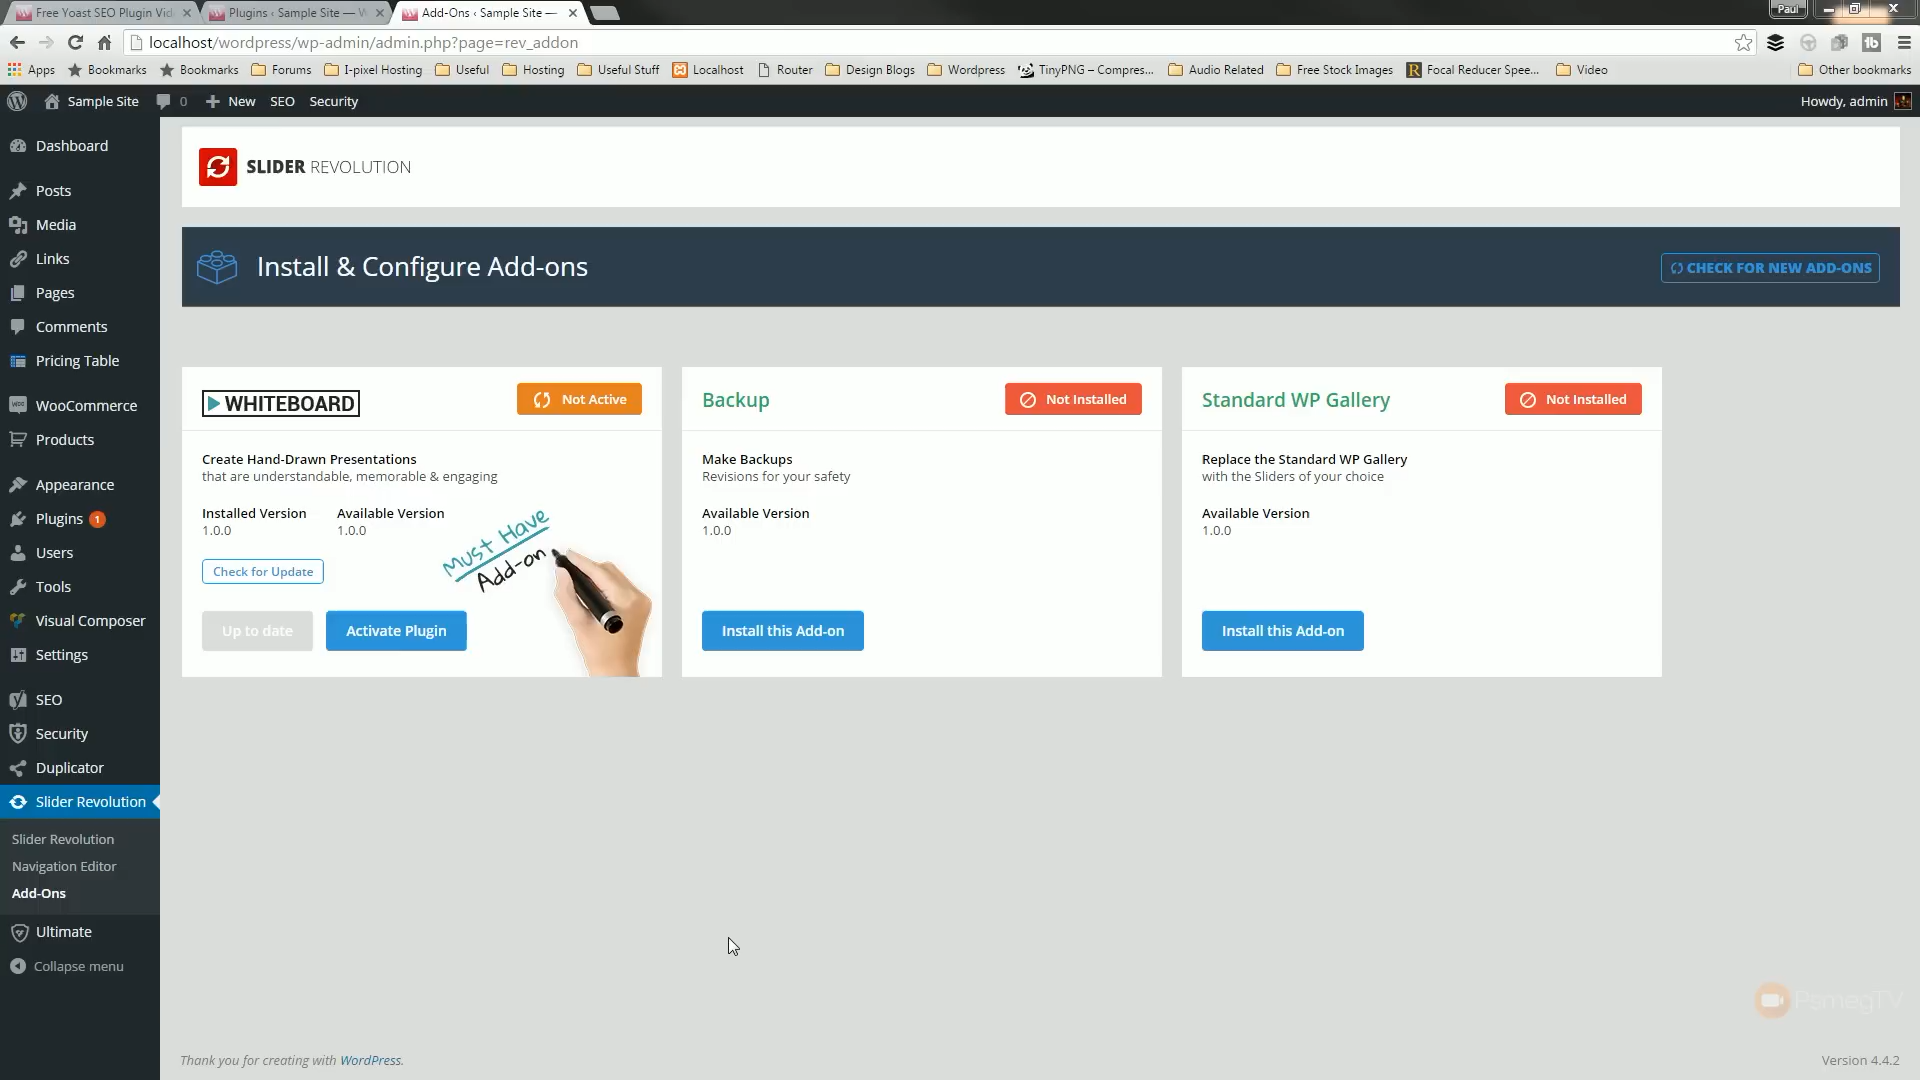 Free Yoast SEO Plugin Vid
Plugins ‹ Sample Site — W
Add-Ons ‹ Sample Site —
Paul
localhost/wordpress/wp-admin/admin.php?page=rev_addon
Apps Bookmarks Bookmarks Forums I-pixel Hosting Useful Hosting Useful Stuff Localhost Router Design Blogs Wordpress TinyPNG – Compres... Audio Related Free Stock Images Focal Reducer Spee... Video Other bookmarks
Sample Site 0 New SEO Security Howdy, admin
Dashboard
Posts
Media
Links
Pages
Comments
Pricing Table
WooCommerce
Products
Appearance
Plugins 1
Users
Tools
Visual Composer
Settings
SEO
Security
Duplicator
Slider Revolution
Slider Revolution
Navigation Editor
Add-Ons
Ultimate
Collapse menu
SLIDER REVOLUTION
Install & Configure Add-ons
CHECK FOR NEW ADD-ONS
WHITEBOARD
Not Active
Create Hand-Drawn Presentations
that are understandable, memorable & engaging
Installed Version Available Version
1.0.0 1.0.0
Must Have
Add-on
Check for Update
Up to date Activate Plugin
Backup
Not Installed
Make Backups
Revisions for your safety
Available Version
1.0.0
Install this Add-on
Standard WP Gallery
Not Installed
Replace the Standard WP Gallery
with the Sliders of your choice
Available Version
1.0.0
Install this Add-on
PsmegTV
Thank you for creating with WordPress.
Version 4.4.2